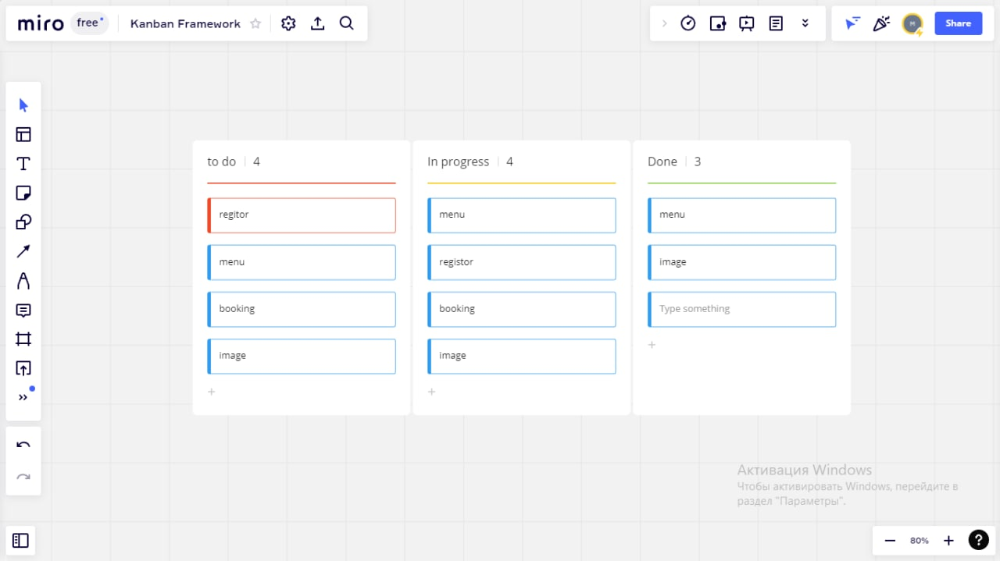 miro free Kanban Framework M Share
to do 4
regitor
menu
booking
image
+
In progress 4
menu
registor
booking
image
+
Done 3
menu
image
Type something
+
Активация Windows
Чтобы активировать Windows, перейдите в
раздел "Параметры".
80%